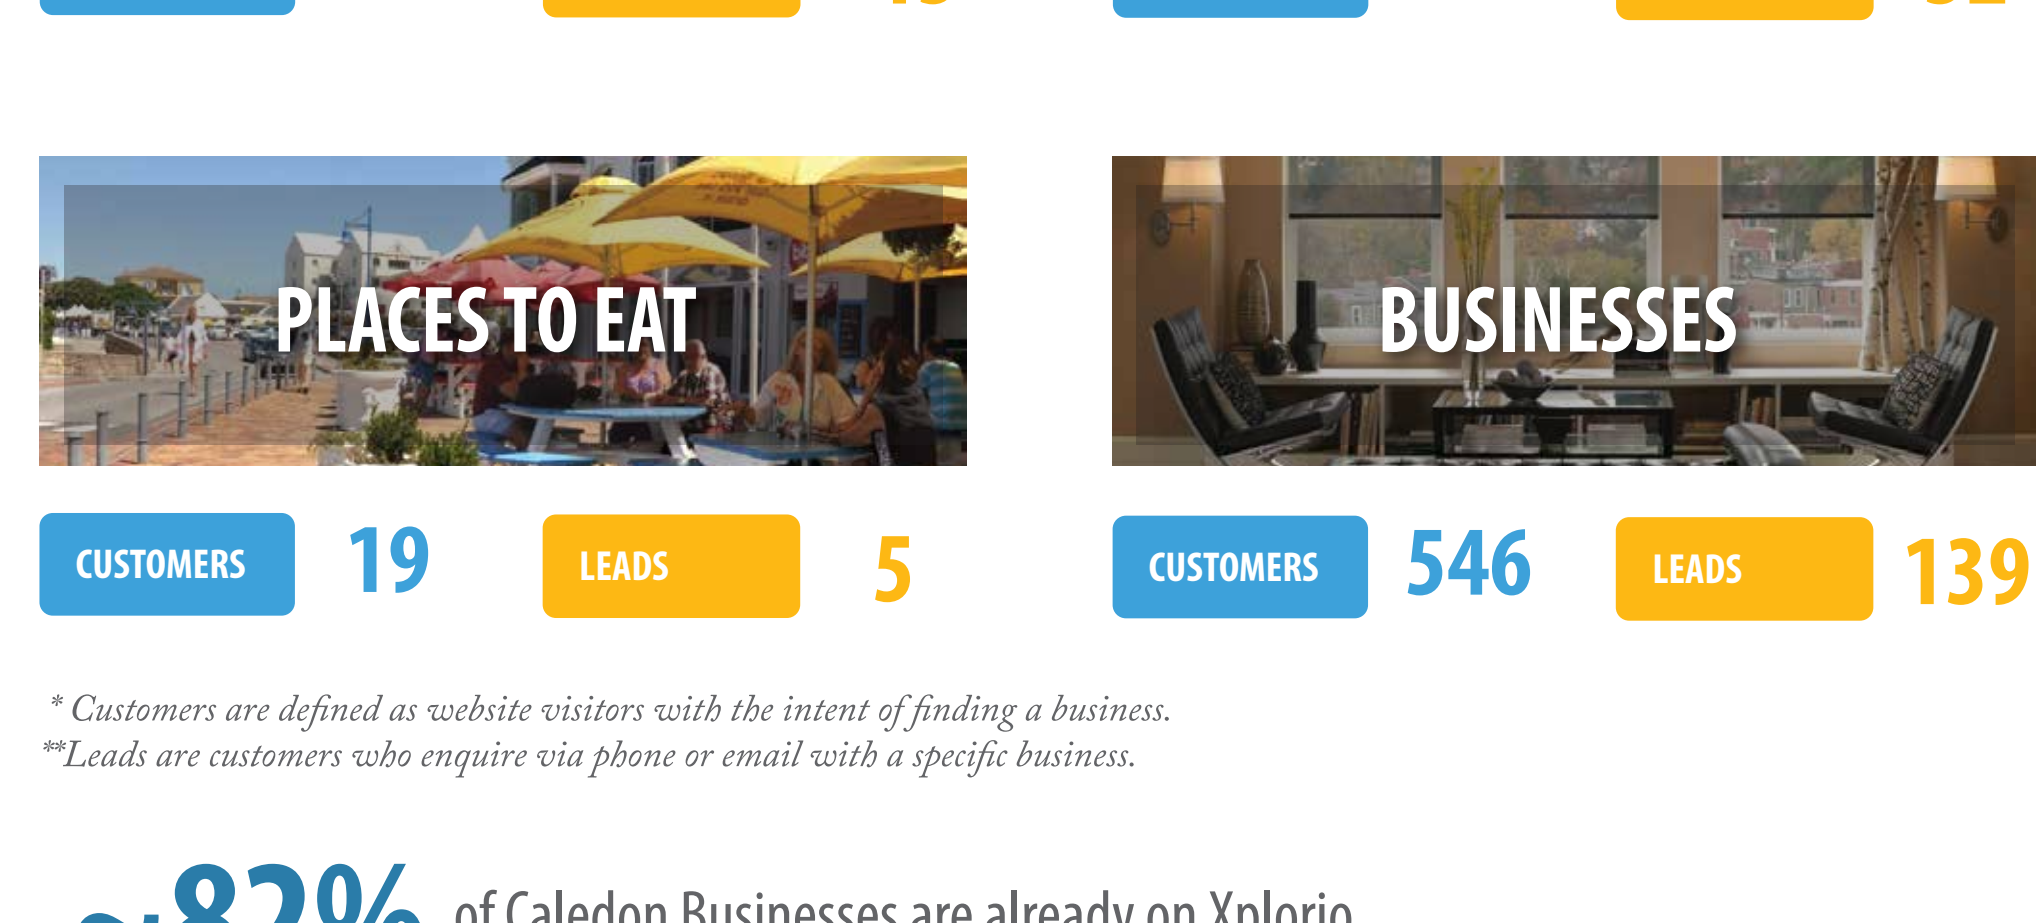 PLACES TO EAT
BUSINESSES
CUSTOMERS 19 LEADS 5
CUSTOMERS 546 LEADS 139
* Customers are defined as website visitors with the intent of finding a business.
**Leads are customers who enquire via phone or email with a specific business.
~82% of Caledon Businesses are already on Xplorio